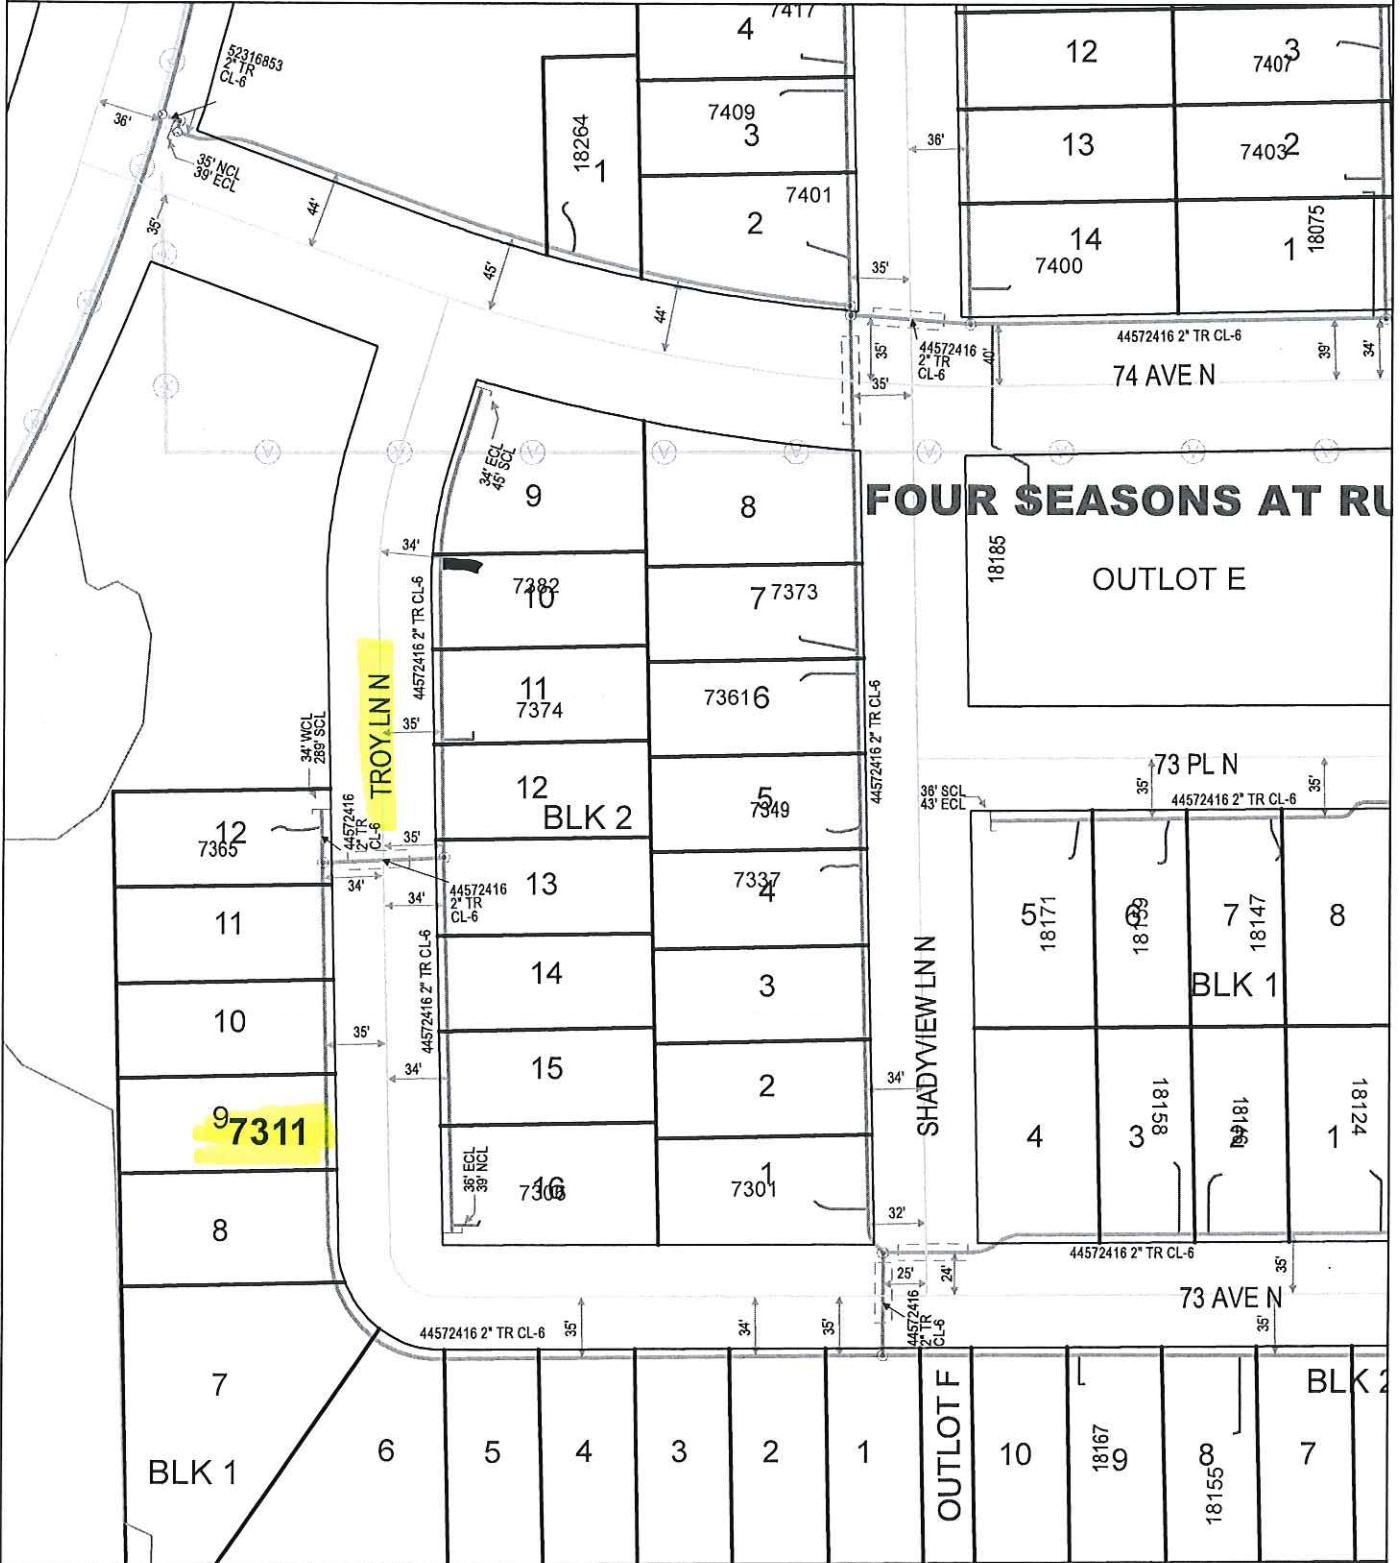 4
7417
12
3
7407
52316853
2" TR
CL-6
36'
35' NCL
39' ECL
35'
44'
45'
44'
18264
1
7409
3
7401
2
36'
13
7403
2
14
7400
1
18075
35'
35'
35'
44572416
2" TR
CL-6
40'
44572416 2" TR CL-6
39'
34'
74 AVE N
34' ECL
45' SCL
9
8
FOUR SEASONS AT RU
18185
OUTLOT E
34'
44572416 2" TR CL-6
7382
10
7
7373
TROY LN N
11
7374
7361
6
35'
44572416 2" TR CL-6
34' WCL
289' SCL
12
BLK 2
5
7349
73 PL N
35'
35'
36' SCL
43' ECL
44572416 2" TR CL-6
12
7365
44572416
2" TR
CL-6
35'
34'
34'
44572416
2" TR
CL-6
13
7337
4
11
14
3
5
18171
6
18159
7
18147
8
BLK 1
10
35'
44572416 2" TR CL-6
34'
15
2
34'
SHADYVIEW LN N
9
7311
4
3
18158
18124
1
8
36' ECL
39' NCL
16
1
7301
32'
44572416 2" TR CL-6
25'
24'
35'
73 AVE N
44572416
2" TR
CL-6
44572416 2" TR CL-6
35'
34'
35'
35'
7
BLK 1
6
5
4
3
2
1
OUTLOT F
10
18167
9
8
18155
7
BLK 2